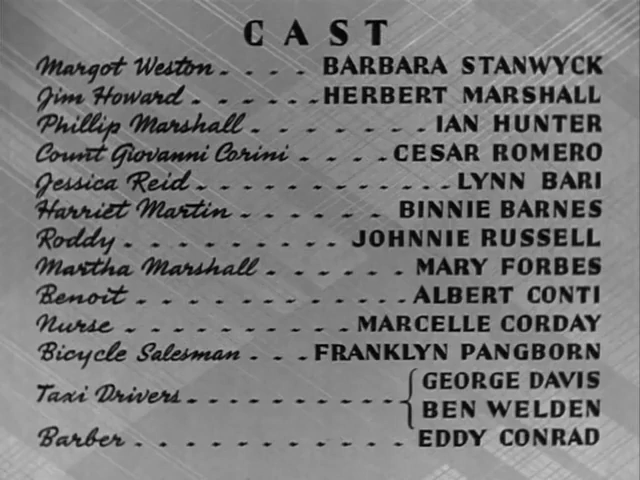 CAST
Margot Weston . . . . BARBARA STANWYCK
Jim Howard . . . . . . HERBERT MARSHALL
Phillip Marshall . . . . . . . IAN HUNTER
Count Giovanni Corini . . . . CESAR ROMERO
Jessica Reid . . . . . . . . . . . LYNN BARI
Harriet Martin . . . . . . BINNIE BARNES
Roddy . . . . . . . . . JOHNNIE RUSSELL
Martha Marshall . . . . . . MARY FORBES
Benoit . . . . . . . . . . . . ALBERT CONTI
Nurse . . . . . . . . . . MARCELLE CORDAY
Bicycle Salesman . . . FRANKLYN PANGBORN
Taxi Drivers . . . . . . . . . { GEORGE DAVIS
BEN WELDEN
Barber . . . . . . . . . . . EDDY CONRAD